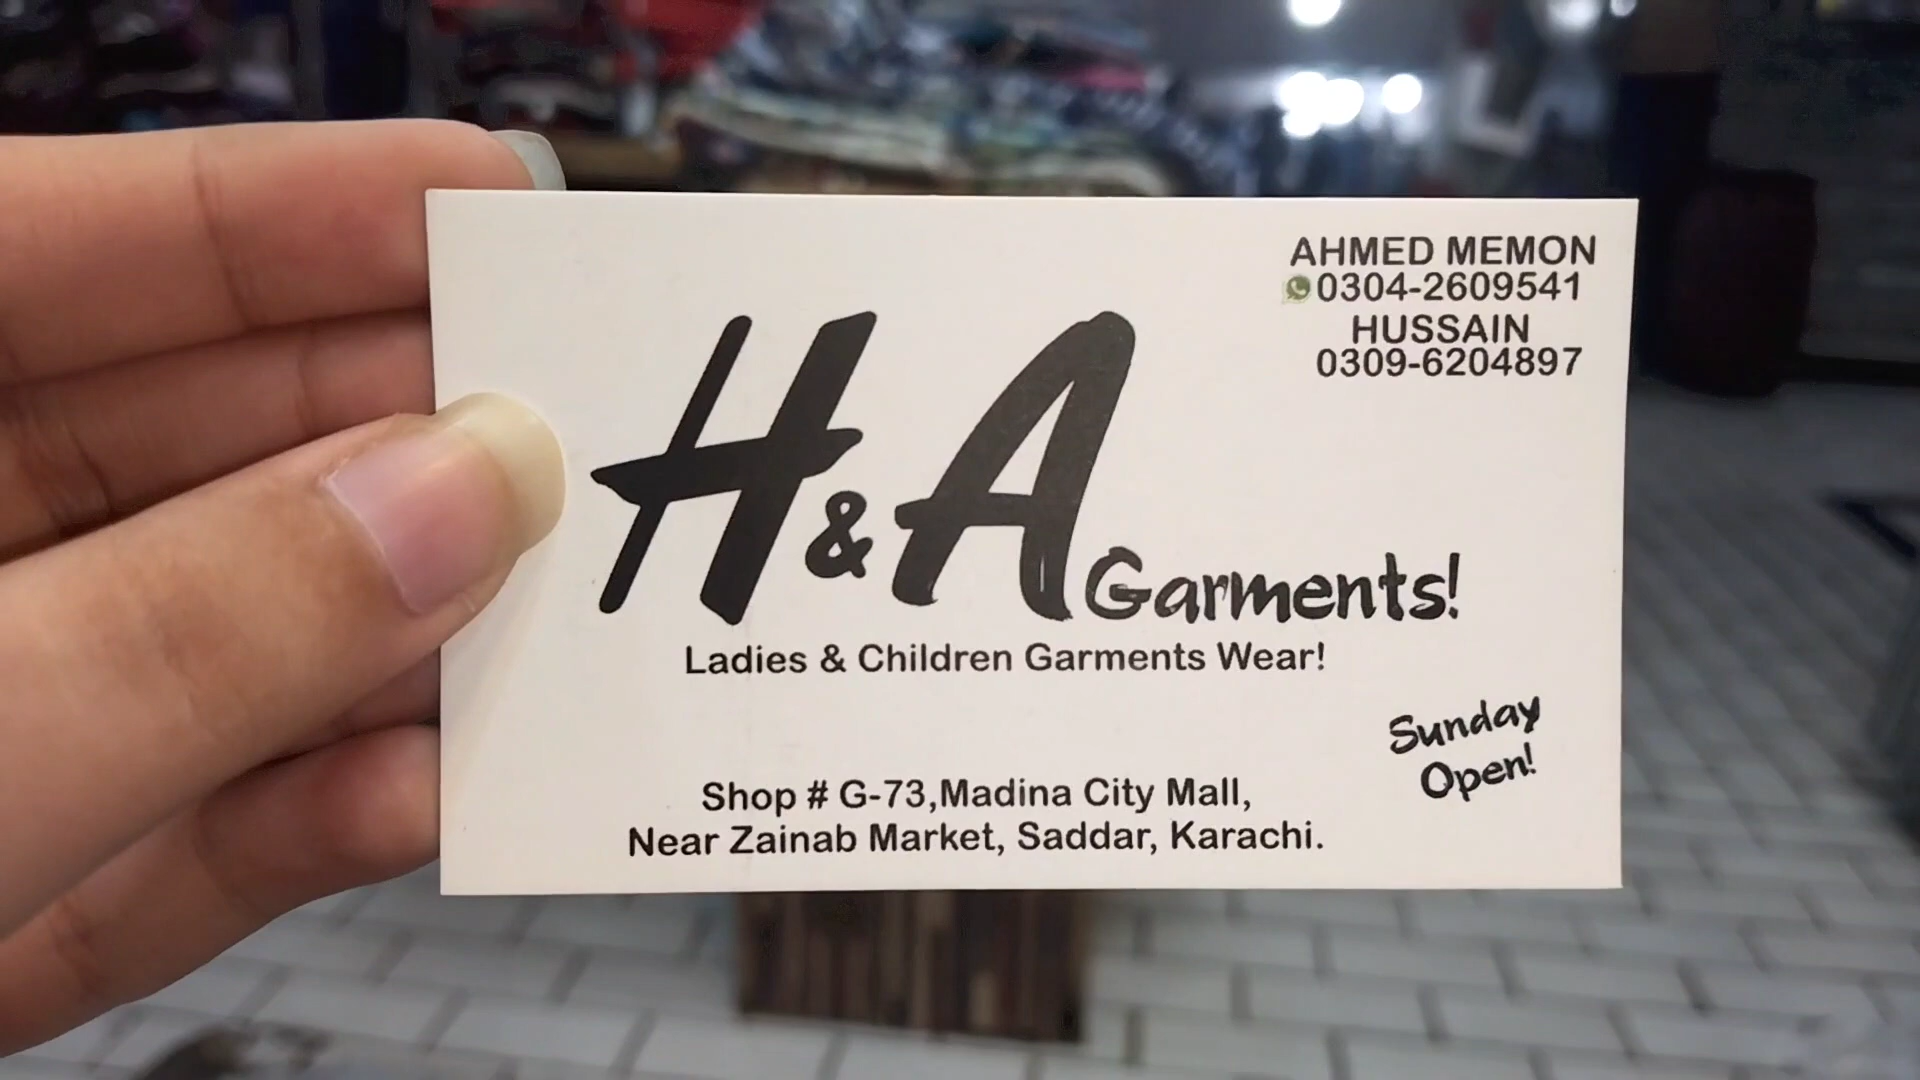 AHMED MEMON
0304-2609541
HUSSAIN
0309-6204897
H & A Garments!
Ladies & Children Garments Wear!
Sunday
Open!
Shop # G-73,Madina City Mall,
Near Zainab Market, Saddar, Karachi.